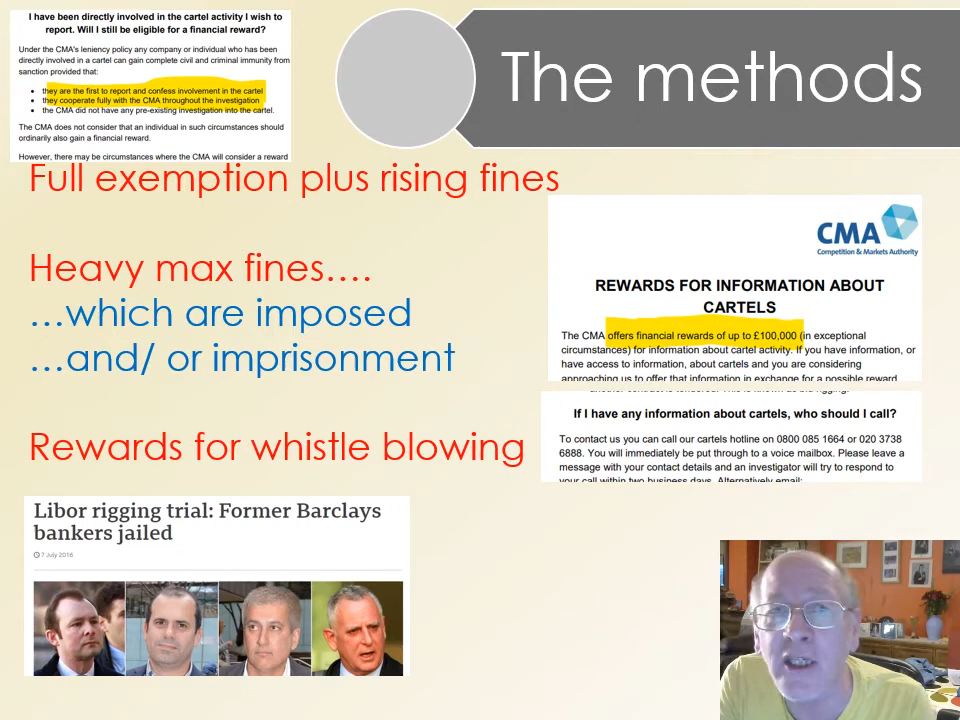 I have been directly involved in the cartel activity I wish to
report. Will I still be eligible for a financial reward?
Under the CMA's leniency policy any company or individual who has been
directly involved in a cartel can gain complete civil and criminal immunity from
sanction provided that:
• they are the first to report and confess involvement in the cartel
• they cooperate fully with the CMA throughout the investigation
• the CMA did not have any pre-existing investigation into the cartel.
The CMA does not consider that an individual in such circumstances should
ordinarily also gain a financial reward.
However, there may be circumstances where the CMA will consider a reward
The methods
Full exemption plus rising fines
Heavy max fines….
…which are imposed
…and/ or imprisonment
Rewards for whistle blowing
CMA
Competition & Markets Authority
REWARDS FOR INFORMATION ABOUT
CARTELS
The CMA offers financial rewards of up to £100,000 (in exceptional
circumstances) for information about cartel activity. If you have information, or
have access to information, about cartels and you are considering
approaching us to offer that information in exchange for a possible reward
If I have any information about cartels, who should I call?
To contact us you can call our cartels hotline on 0800 085 1664 or 020 3738
6888. You will immediately be put through to a voice mailbox. Please leave a
message with your contact details and an investigator will try to respond to
your call within two business days. Alternatively email:
Libor rigging trial: Former Barclays
bankers jailed
7 July 2016